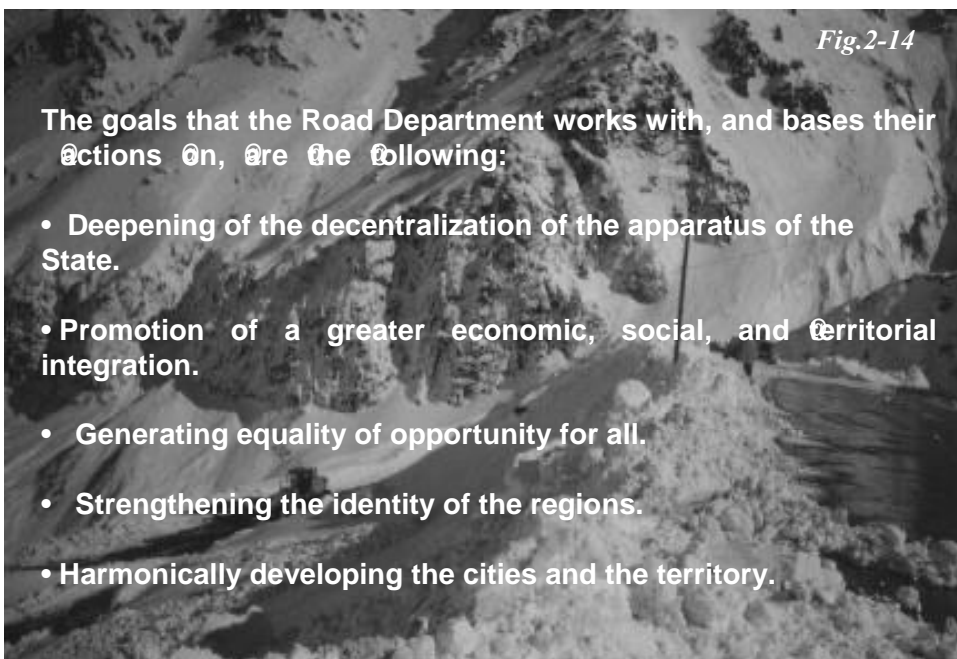 Fig.2-14
The goals that the Road Department works with, and bases their
actions on, are the following:
• Deepening of the decentralization of the apparatus of the
State.
• Promotion of a greater economic, social, and territorial
integration.
• Generating equality of opportunity for all.
• Strengthening the identity of the regions.
• Harmonically developing the cities and the territory.